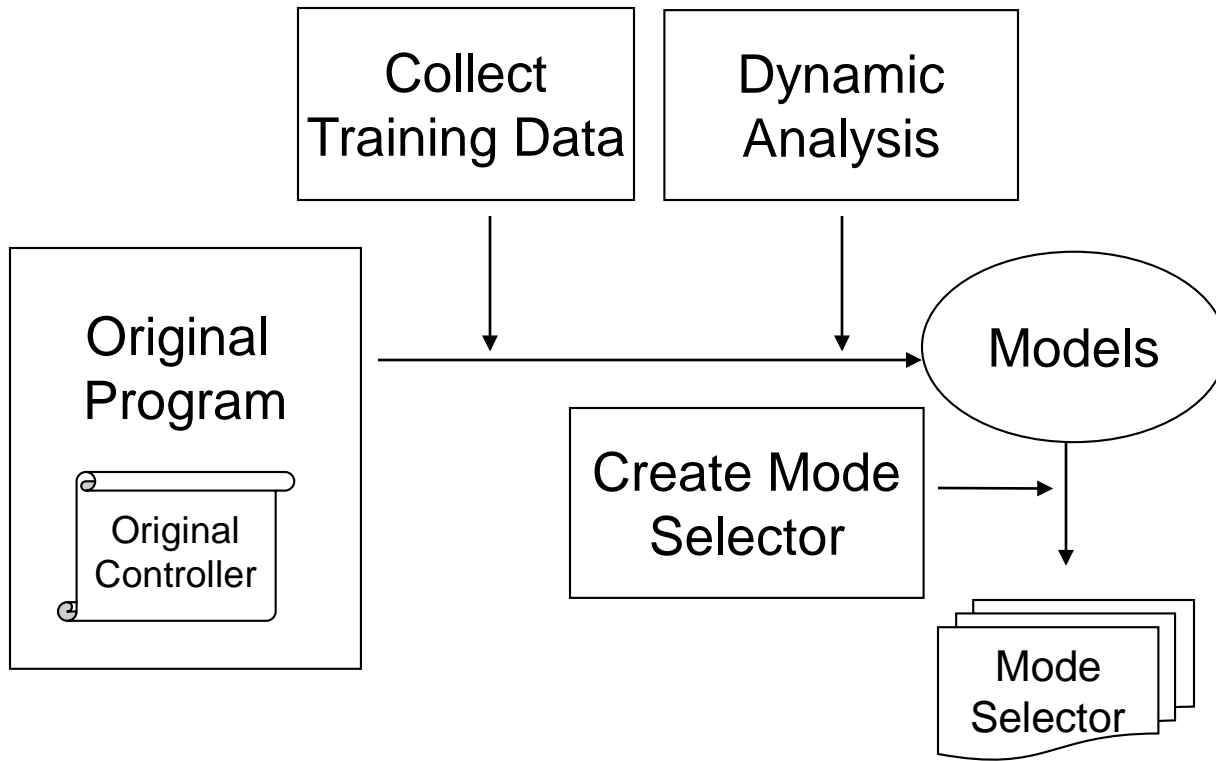 Collect
Training Data
Dynamic
Analysis
Original
Program
Original
Controller
Models
Create Mode
Selector
Mode
Selector